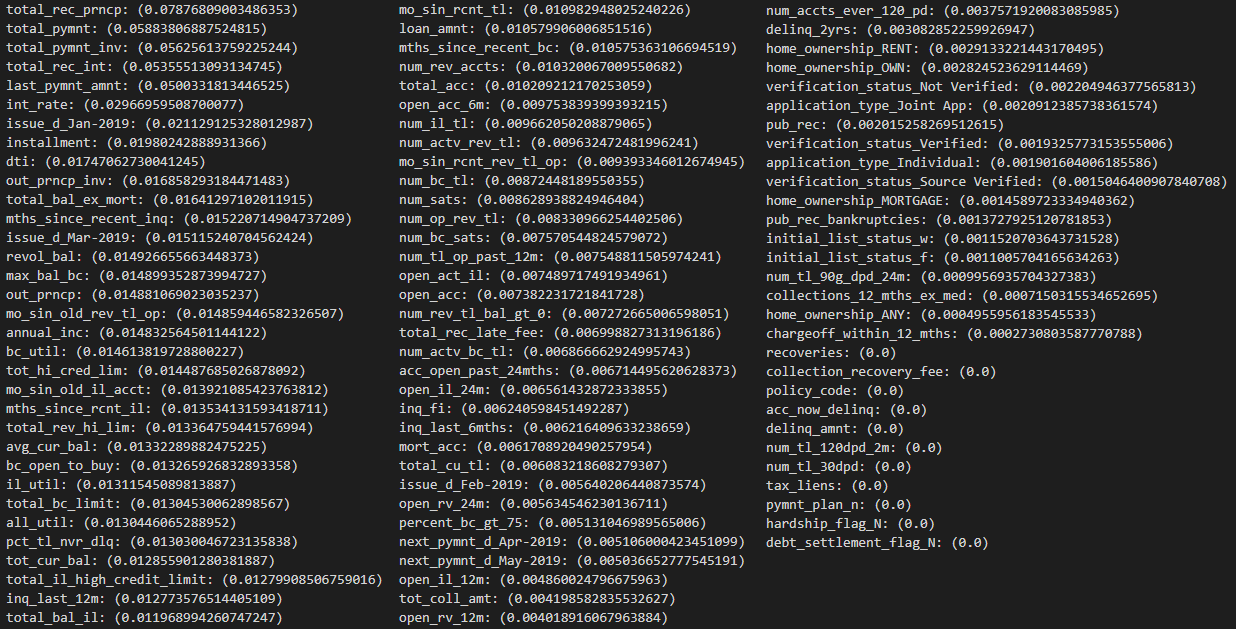 total_rec_prncp: (0.07876809003486353)
total_pymnt: (0.05883806887524815)
total_pymnt_inv: (0.05625613759225244)
total_rec_int: (0.05355513093134745)
last_pymnt_amnt: (0.0500331813446525)
int_rate: (0.02966959508700077)
issue_d_Jan-2019: (0.021129125328012987)
installment: (0.01980242888931366)
dti: (0.01747062730041245)
out_prncp_inv: (0.016858293184471483)
total_bal_ex_mort: (0.01641297102011915)
mths_since_recent_inq: (0.015220714904737209)
issue_d_Mar-2019: (0.015115240704562424)
revol_bal: (0.014926655663448373)
max_bal_bc: (0.014899352873994727)
out_prncp: (0.014881069023035237)
mo_sin_old_rev_tl_op: (0.014859446582326507)
annual_inc: (0.014832564501144122)
bc_util: (0.014613819728800227)
tot_hi_cred_lim: (0.014487685026878092)
mo_sin_old_il_acct: (0.013921085423763812)
mths_since_rcnt_il: (0.013534131593418711)
total_rev_hi_lim: (0.013364759441576994)
avg_cur_bal: (0.01332289882475225)
bc_open_to_buy: (0.013265926832893358)
il_util: (0.01311545089813887)
total_bc_limit: (0.01304530062898567)
all_util: (0.0130446065288952)
pct_tl_nvr_dlq: (0.013030046723135838)
tot_cur_bal: (0.012855901280381887)
total_il_high_credit_limit: (0.01279908506759016)
inq_last_12m: (0.012773576514405109)
total_bal_il: (0.011968994260747247)
mo_sin_rcnt_tl: (0.010982948025240226)
loan_amnt: (0.010579906006851516)
mths_since_recent_bc: (0.010575363106694519)
num_rev_accts: (0.010320067009550682)
total_acc: (0.010209212170253059)
open_acc_6m: (0.009753839399393215)
num_il_tl: (0.009662050208879065)
num_actv_rev_tl: (0.009632472481996241)
mo_sin_rcnt_rev_tl_op: (0.009393346012674945)
num_bc_tl: (0.00872448189550355)
num_sats: (0.008628938824946404)
num_op_rev_tl: (0.008330966254402506)
num_bc_sats: (0.007570544824579072)
num_tl_op_past_12m: (0.007548811505974241)
open_act_il: (0.007489717491934961)
open_acc: (0.007382231721841728)
num_rev_tl_bal_gt_0: (0.007272665006598051)
total_rec_late_fee: (0.006998827313196186)
num_actv_bc_tl: (0.006866662924995743)
acc_open_past_24mths: (0.006714495620628373)
open_il_24m: (0.006561432872333855)
inq_fi: (0.006240598451492287)
inq_last_6mths: (0.006216409633238659)
mort_acc: (0.0061708920490257954)
total_cu_tl: (0.006083218608279307)
issue_d_Feb-2019: (0.005640206440873574)
open_rv_24m: (0.005634546230136711)
percent_bc_gt_75: (0.005131046989565006)
next_pymnt_d_Apr-2019: (0.005106000423451099)
next_pymnt_d_May-2019: (0.005036652777545191)
open_il_12m: (0.004860024796675963)
tot_coll_amt: (0.004198582835532627)
open_rv_12m: (0.004018916067963884)
num_accts_ever_120_pd: (0.0037571920083085985)
delinq_2yrs: (0.003082852259926947)
home_ownership_RENT: (0.0029133221443170495)
home_ownership_OWN: (0.002824523629114469)
verification_status_Not Verified: (0.002204946377565813)
application_type_Joint App: (0.0020912385738361574)
pub_rec: (0.002015258269512615)
verification_status_Verified: (0.0019325773153555006)
application_type_Individual: (0.001901604006185586)
verification_status_Source Verified: (0.0015046400907840708)
home_ownership_MORTGAGE: (0.0014589723334940362)
pub_rec_bankruptcies: (0.0013727925120781853)
initial_list_status_w: (0.0011520703643731528)
initial_list_status_f: (0.0011005704165634263)
num_tl_90g_dpd_24m: (0.0009956935704327383)
collections_12_mths_ex_med: (0.0007150315534652695)
home_ownership_ANY: (0.0004955956183545533)
chargeoff_within_12_mths: (0.0002730803587770788)
recoveries: (0.0)
collection_recovery_fee: (0.0)
policy_code: (0.0)
acc_now_delinq: (0.0)
delinq_amnt: (0.0)
num_tl_120dpd_2m: (0.0)
num_tl_30dpd: (0.0)
tax_liens: (0.0)
pymnt_plan_n: (0.0)
hardship_flag_N: (0.0)
debt_settlement_flag_N: (0.0)